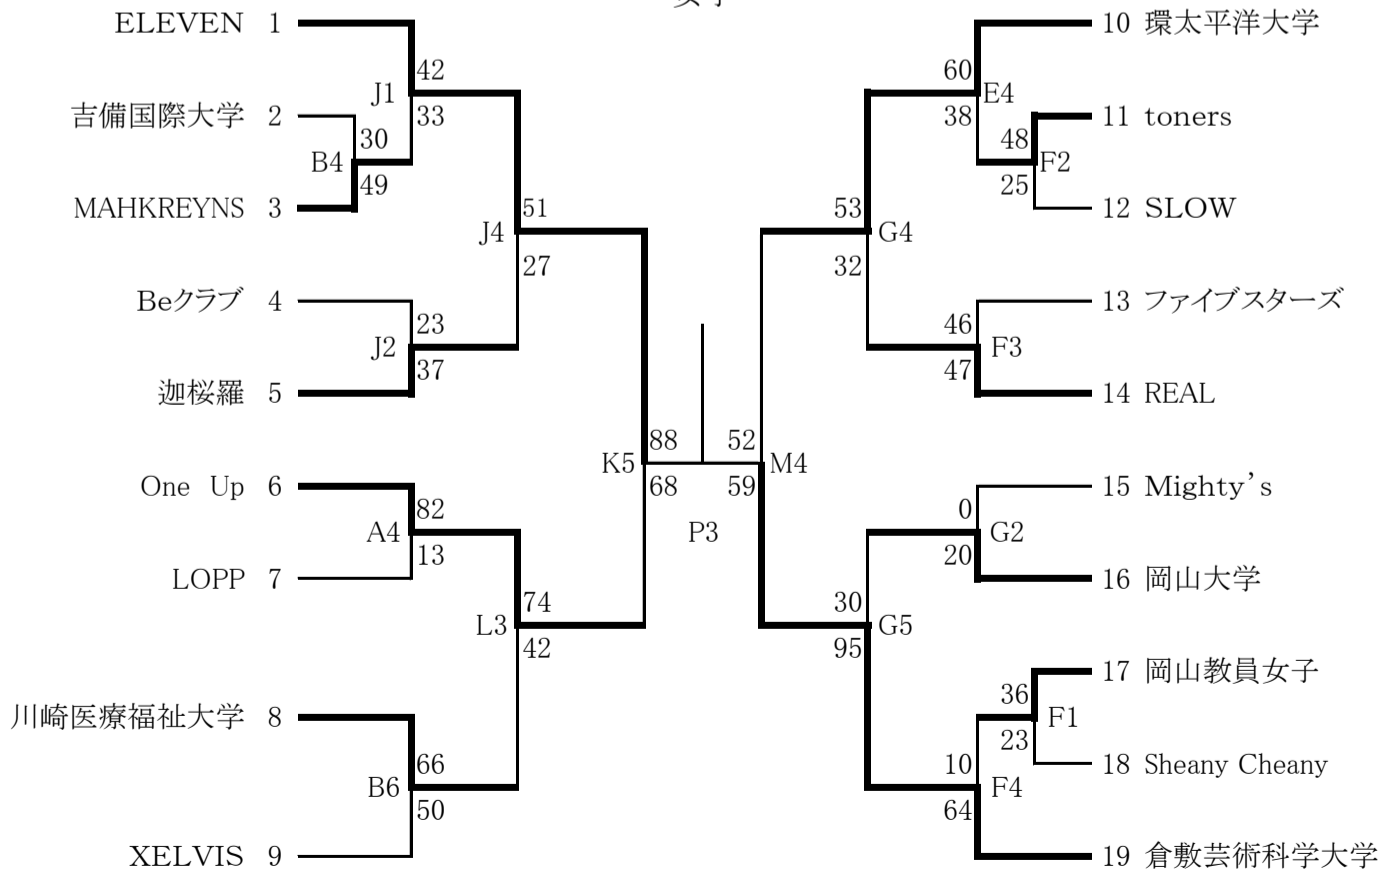 ELEVEN 1
42
J1
33
吉備国際大学 2
30
B4
49
MAHKREYNS 3
51
J4
27
Beクラブ 4
23
J2
37
迦桜羅 5
88
K5
68
One Up 6
82
A4
13
LOPP 7
74
L3
42
川崎医療福祉大学 8
66
B6
50
XELVIS 9
P3
10 環太平洋大学
60
E4
38
11 toners
48
F2
25
12 SLOW
53
G4
32
13 ファイブスターズ
46
F3
47
14 REAL
52
M4
59
15 Mighty's
0
G2
20
16 岡山大学
30
G5
95
17 岡山教員女子
36
F1
23
18 Sheany Cheany
10
F4
64
19 倉敷芸術科学大学